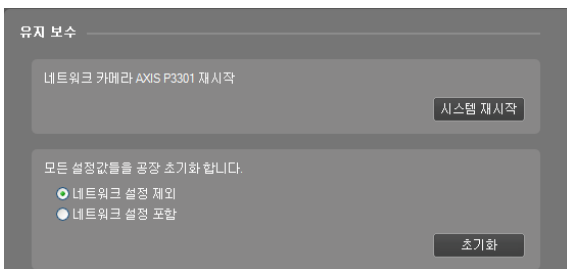 유지 보수
네트워크 카메라 AXIS P3301 재시작
시스템 재시작
모든 설정값들을 공장 초기화 합니다.
네트워크 설정 제외
네트워크 설정 포함
초기화